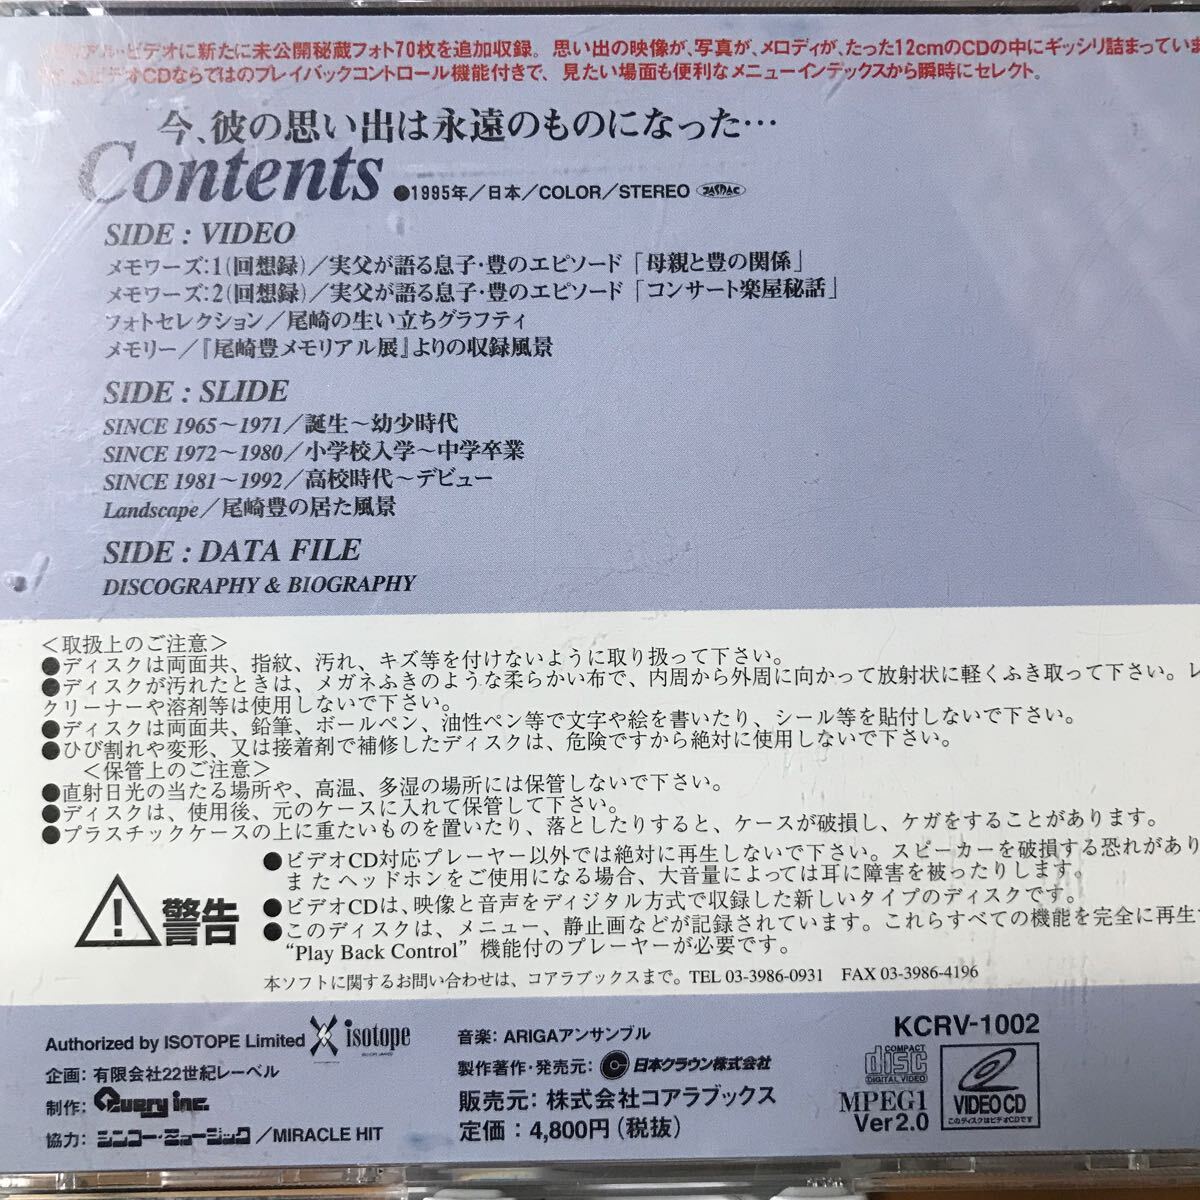 アル・ビデオに新たに未公開秘蔵フォト70枚を追加収録。思い出の映像が、写真が、メロディが、たった12cmのCDの中にギッシリ詰まっていま
ビデオCDならではのプレイバックコントロール機能付きで、見たい場面も便利なメニューインデックスから瞬時にセレクト。
今、彼の思い出は永遠のものになった…
Contents ●1995年/日本/COLOR/STEREO JASRAC
SIDE : VIDEO
メモワーズ:1(回想録)/実父が語る息子・豊のエピソード「母親と豊の関係」
メモワーズ:2(回想録)/実父が語る息子・豊のエピソード「コンサート楽屋秘話」
フォトセレクション/尾崎の生い立ちグラフティ
メモリー/『尾崎豊メモリアル展』よりの収録風景
SIDE : SLIDE
SINCE 1965～1971/誕生～幼少時代
SINCE 1972～1980/小学校入学～中学卒業
SINCE 1981～1992/高校時代～デビュー
Landscape/尾崎豊の居た風景
SIDE : DATA FILE
DISCOGRAPHY & BIOGRAPHY
＜取扱上のご注意＞
●ディスクは両面共、指紋、汚れ、キズ等を付けないように取り扱って下さい。
●ディスクが汚れたときは、メガネふきのような柔らかい布で、内周から外周に向かって放射状に軽くふき取って下さい。レ
クリーナーや溶剤等は使用しないで下さい。
●ディスクは両面共、鉛筆、ボールペン、油性ペン等で文字や絵を書いたり、シール等を貼付しないで下さい。
●ひび割れや変形、又は接着剤で補修したディスクは、危険ですから絶対に使用しないで下さい。
＜保管上のご注意＞
●直射日光の当たる場所や、高温、多湿の場所には保管しないで下さい。
●ディスクは、使用後、元のケースに入れて保管して下さい。
●プラスチックケースの上に重たいものを置いたり、落としたりすると、ケースが破損し、ケガをすることがあります。
●ビデオCD対応プレーヤー以外では絶対に再生しないで下さい。スピーカーを破損する恐れがあり
またヘッドホンをご使用になる場合、大音量によっては耳に障害を被ったりします。
●ビデオCDは、映像と音声をディジタル方式で収録した新しいタイプのディスクです。
●このディスクは、メニュー、静止画などが記録されています。これらすべての機能を完全に再生す
“Play Back Control”機能付のプレーヤーが必要です。
警告
本ソフトに関するお問い合わせは、コアラブックスまで。TEL 03-3986-0931 FAX 03-3986-4196
Authorized by ISOTOPE Limited isotope
企画：有限会社22世紀レーベル
制作：Query inc.
協力：シンコー・ミュージック/MIRACLE HIT
音楽：ARIGAアンサンブル
製作著作・発売元：日本クラウン株式会社
販売元：株式会社コアラブックス
定価：4,800円(税抜)
KCRV-1002
COMPACT disc DIGITAL VIDEO
MPEG1
Ver2.0
VIDEO CD
このディスクはビデオCDです